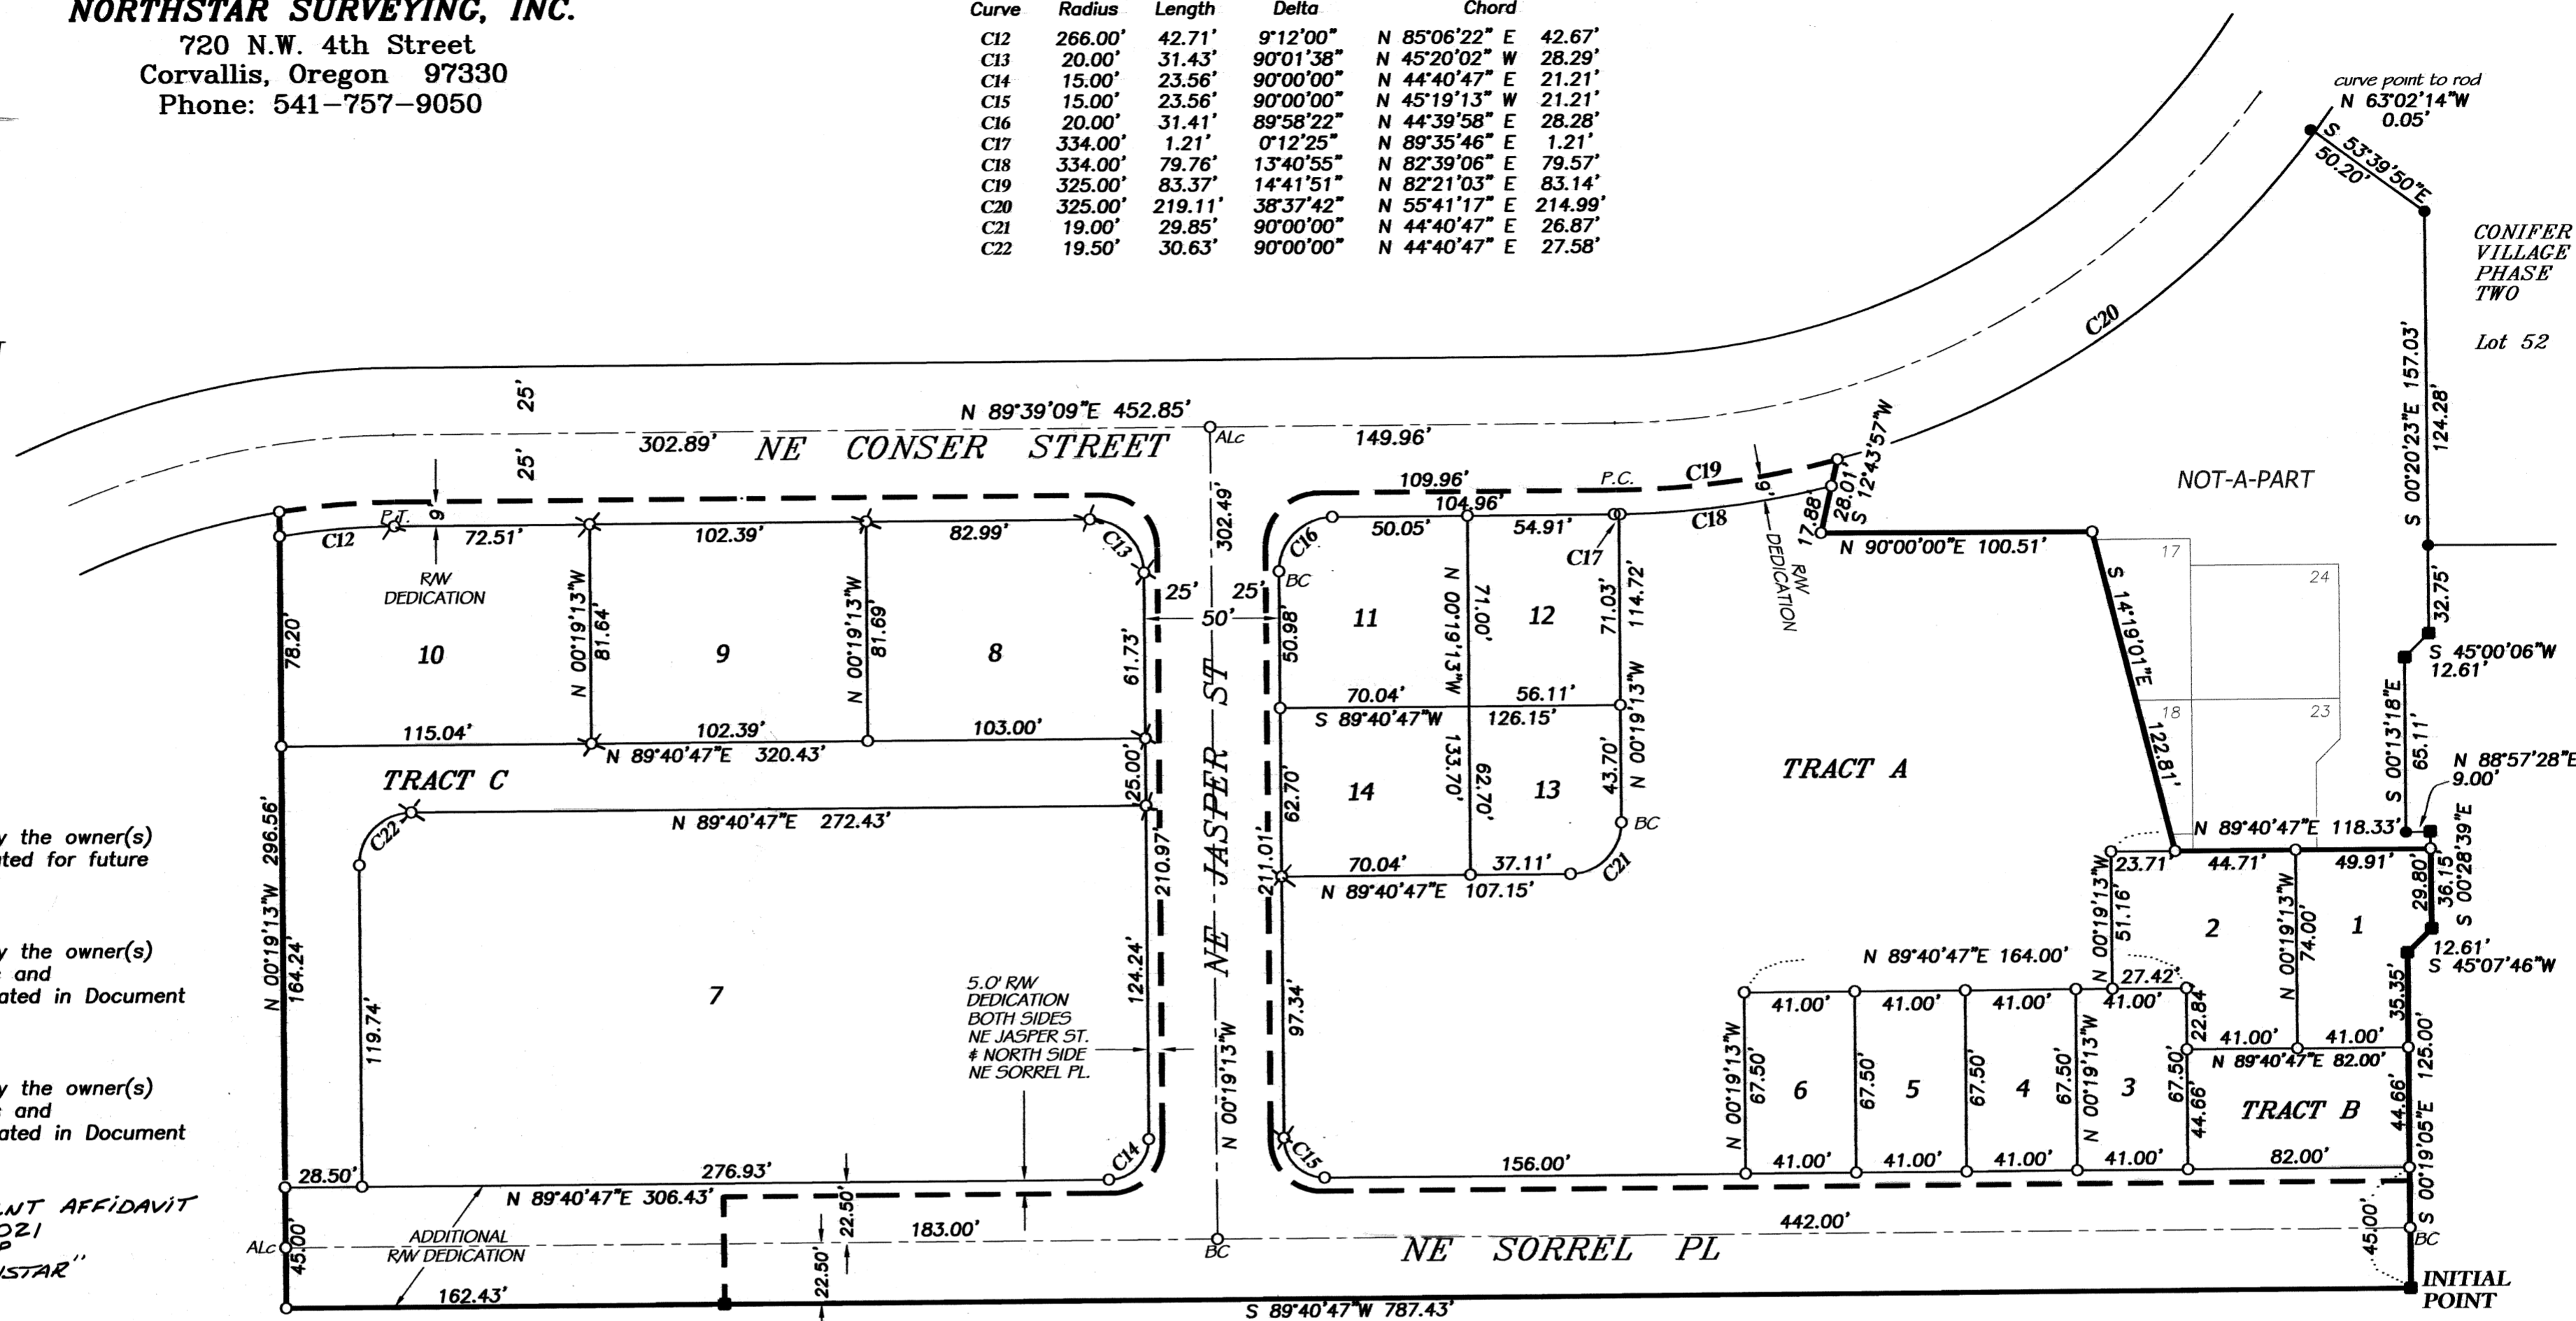 NORTHSTAR SURVEYING, INC.
720 N.W. 4th Street
Corvallis, Oregon 97330
Phone: 541-757-9050
Curve Radius Length Delta Chord
C12 266.00' 42.71' 9°12'00" N 85°06'22" E 42.67'
C13 20.00' 31.43' 90°01'38" N 45°20'02" W 28.29'
C14 15.00' 23.56' 90°00'00" N 44°40'47" E 21.21'
C15 15.00' 23.56' 90°00'00" N 45°19'13" W 21.21'
C16 20.00' 31.41' 89°58'22" N 44°39'58" E 28.28'
C17 334.00' 1.21' 0°12'25" N 89°35'46" E 1.21'
C18 334.00' 79.76' 13°40'55" N 82°39'06" E 79.57'
C19 325.00' 83.37' 14°41'51" N 82°21'03" E 83.14'
C20 325.00' 219.11' 38°37'42" N 55°41'17" E 214.99'
C21 19.00' 29.85' 90°00'00" N 44°40'47" E 26.87'
C22 19.50' 30.63' 90°00'00" N 44°40'47" E 27.58'
curve point to rod
N 63°02'14"W
0.05'
S 53°39'50"E
50.20'
CONIFER
VILLAGE
PHASE
TWO
Lot 52
C20
S 00°20'23"E 157.03'
124.28'
25'
25'
N 89°39'09"E 452.85'
302.89'
NE CONSER STREET
ALc
149.96'
109.96'
P.C.
C19
104.96'
9'
28.01'
S 12°43'57"W
17.88'
NOT-A-PART
P.T.
9'
C12
72.51'
102.39'
82.99'
C13
302.49'
C16
50.05'
54.91'
C17
C18
R/W
DEDICATION
N 90°00'00"E 100.51'
17
24
32.75'
R/W
DEDICATION
BC
25'
25'
50'
78.20'
10
N 00°19'13"W
81.64'
9
N 00°19'13"W
81.69'
8
61.73'
50.98'
11
N 00°19'13"W
71.00'
12
71.03'
114.72'
S 14°19'01"E
122.81'
S 45°00'06"W
12.61'
115.04'
102.39'
103.00'
N 89°40'47"E 320.43'
70.04'
56.11'
S 89°40'47"W 126.15'
N 00°19'13"W
18
23
S 00°13'18"E
65.11'
N 88°57'28"E
9.00'
TRACT C
25.00'
TRACT A
C22
N 89°40'47"E 272.43'
N 00°19'13"W 296.56'
62.70'
14
133.70'
62.70'
13
43.70'
BC
C21
70.04'
37.11'
N 89°40'47"E 107.15'
210.97'
211.01'
NE JASPER ST
N 89°40'47"E 118.33'
23.71'
44.71'
49.91'
29.80'
36.15'
S 00°28'39"E
y the owner(s)
ted for future
y the owner(s)
and
ated in Document
y the owner(s)
and
ated in Document
164.24'
119.74'
7
124.24'
97.34'
5.0' R/W
DEDICATION
BOTH SIDES
NE JASPER ST.
& NORTH SIDE
NE SORREL PL.
N 00°19'13"W
N 00°19'13"W
51.16'
2
N 00°19'13"W
74.00'
1
12.61'
S 45°07'46"W
N 89°40'47"E 164.00'
27.42'
41.00'
41.00'
41.00'
41.00'
22.84
35.35'
41.00'
41.00'
N 89°40'47"E 82.00'
N 00°19'13"W
67.50'
6
67.50'
5
67.50'
4
67.50'
N 00°19'13"W
3
67.50'
44.66'
TRACT B
44.66'
S 00°19'05"E 125.00'
C14
C15
28.50'
276.93'
N 89°40'47"E 306.43'
156.00'
41.00'
41.00'
41.00'
41.00'
82.00'
NT AFFIDAVIT
021
STAR"
ALc
45.00'
ADDITIONAL
R/W DEDICATION
22.50'
183.00'
22.50'
BC
NE SORREL PL
442.00'
45.00'
BC
162.43'
S 89°40'47"W 787.43'
INITIAL
POINT